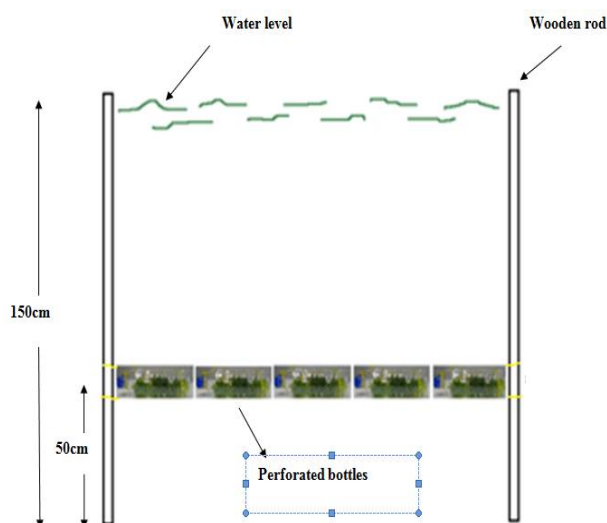 Water level
Wooden rod
150cm
50cm
Perforated bottles